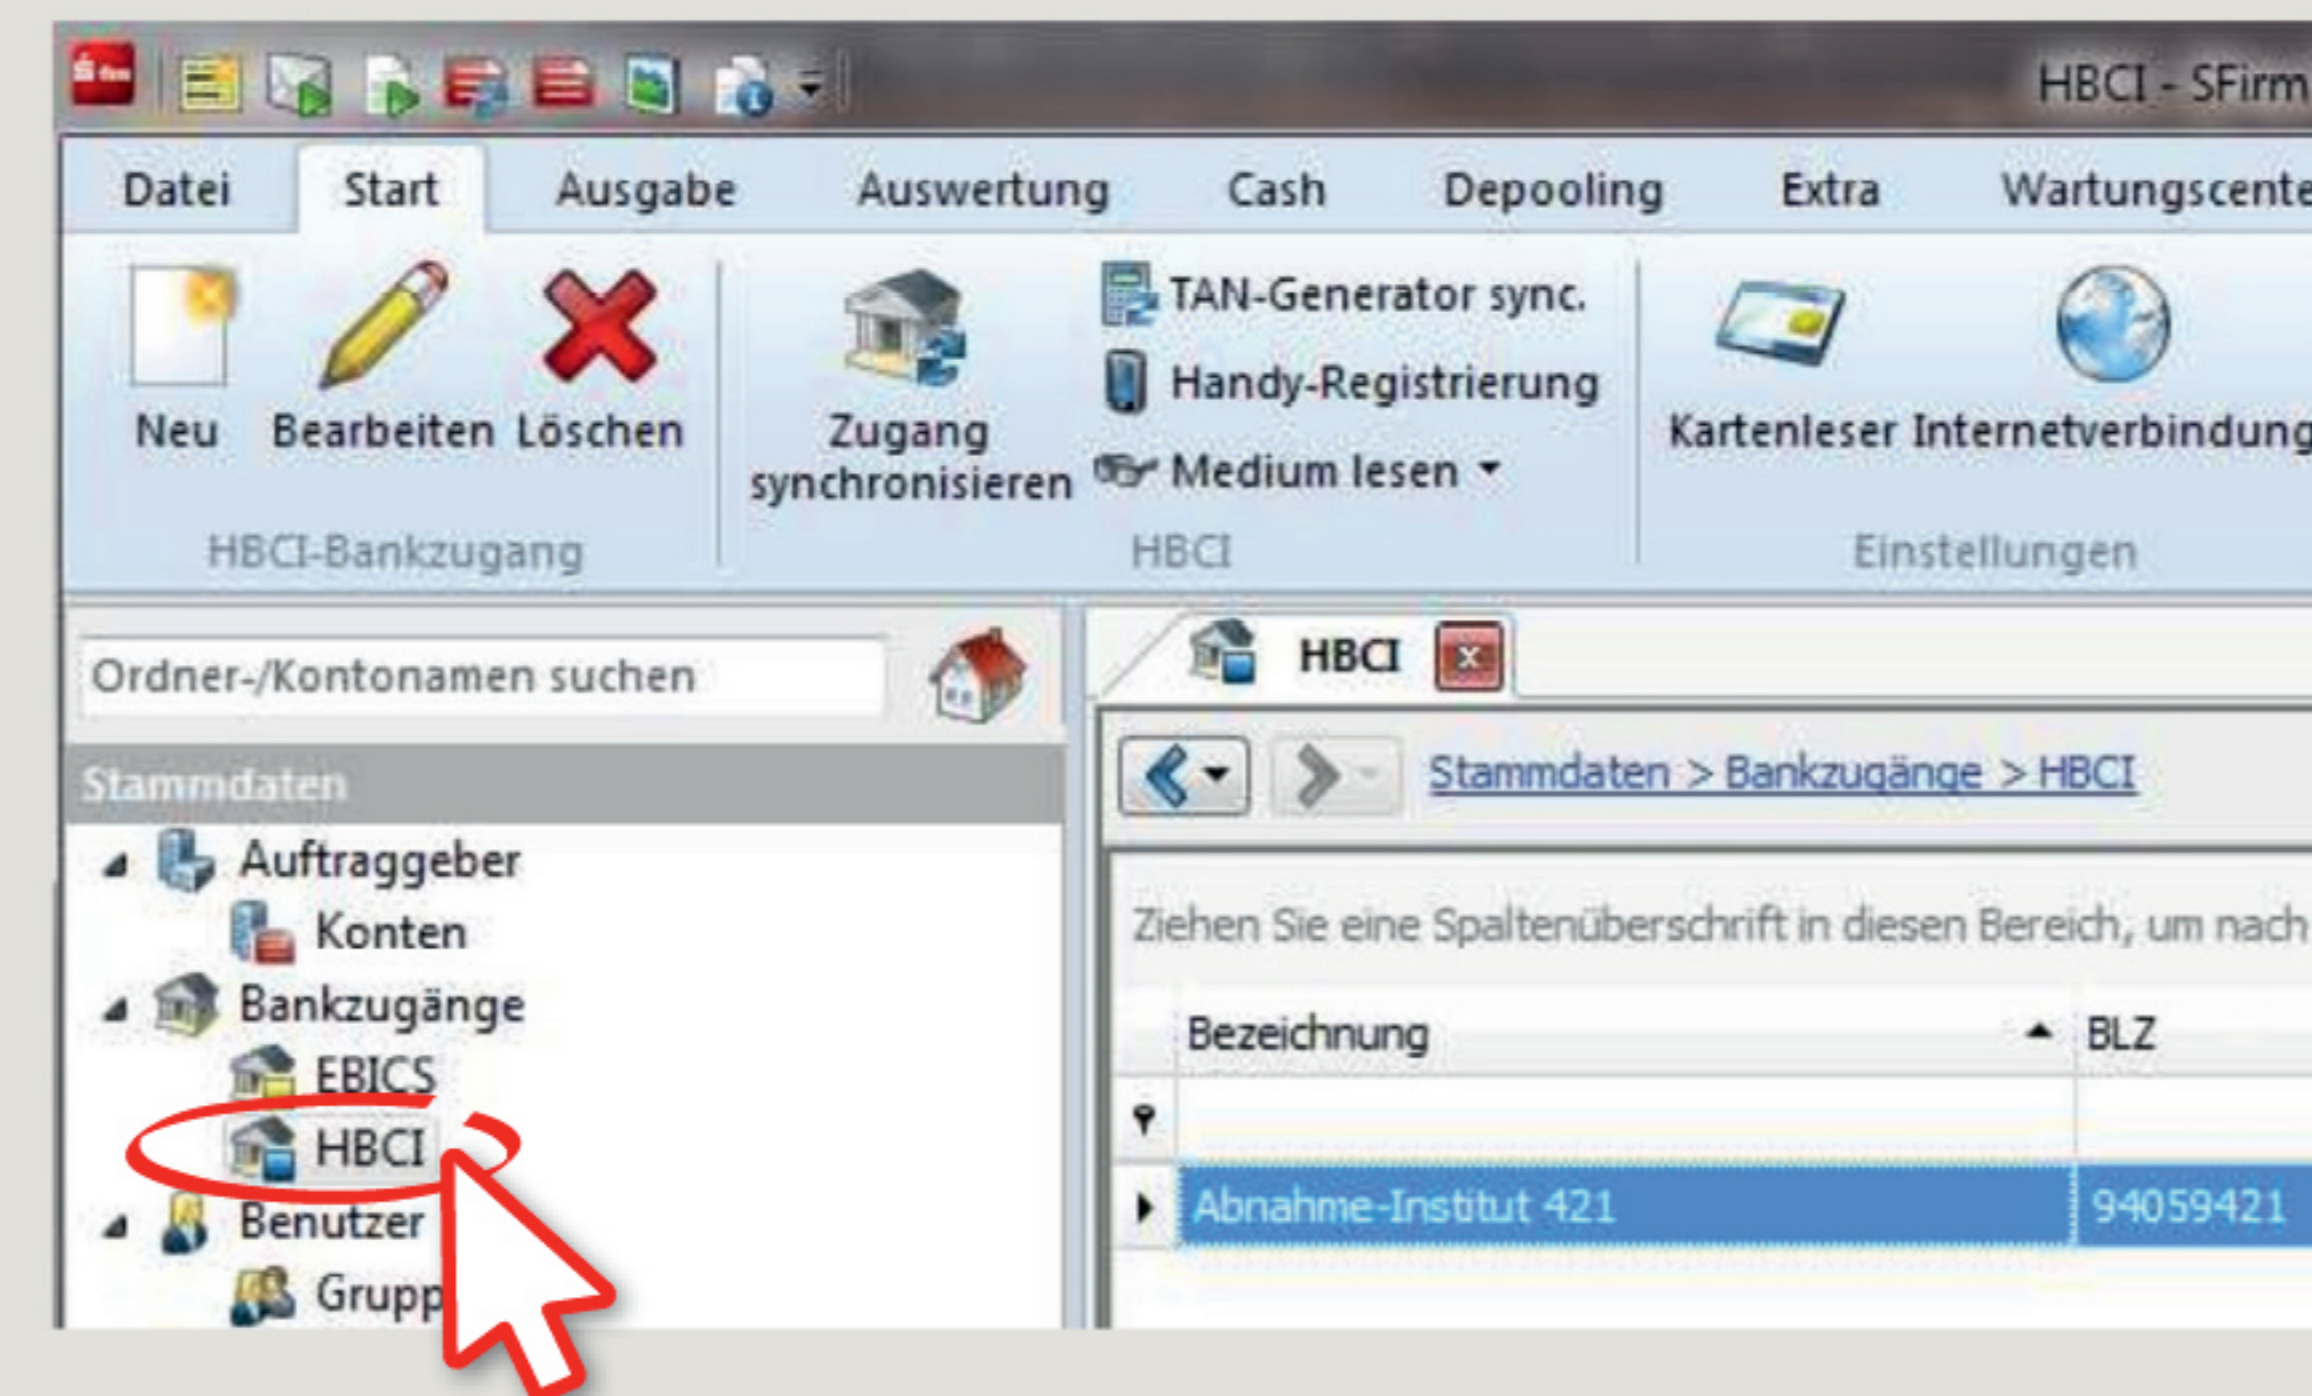 HBCI - SFirm
Datei Start Ausgabe Auswertung Cash Depooling Extra Wartungscente
Neu Bearbeiten Löschen
HBCI-Bankzugang
Zugang
synchronisieren
TAN-Generator sync.
Handy-Registrierung
Medium lesen
HBCI
Kartenleser Internetverbindung
Einstellungen
Ordner-/Kontonamen suchen
Stammdaten
Auftraggeber
Konten
Bankzugänge
EBICS
HBCI
Benutzer
Grupp
HBCI
Stammdaten > Bankzugänge > HBCI
Ziehen Sie eine Spaltenüberschrift in diesen Bereich, um nach
Bezeichnung BLZ
Abnahme-Institut 421 94059421